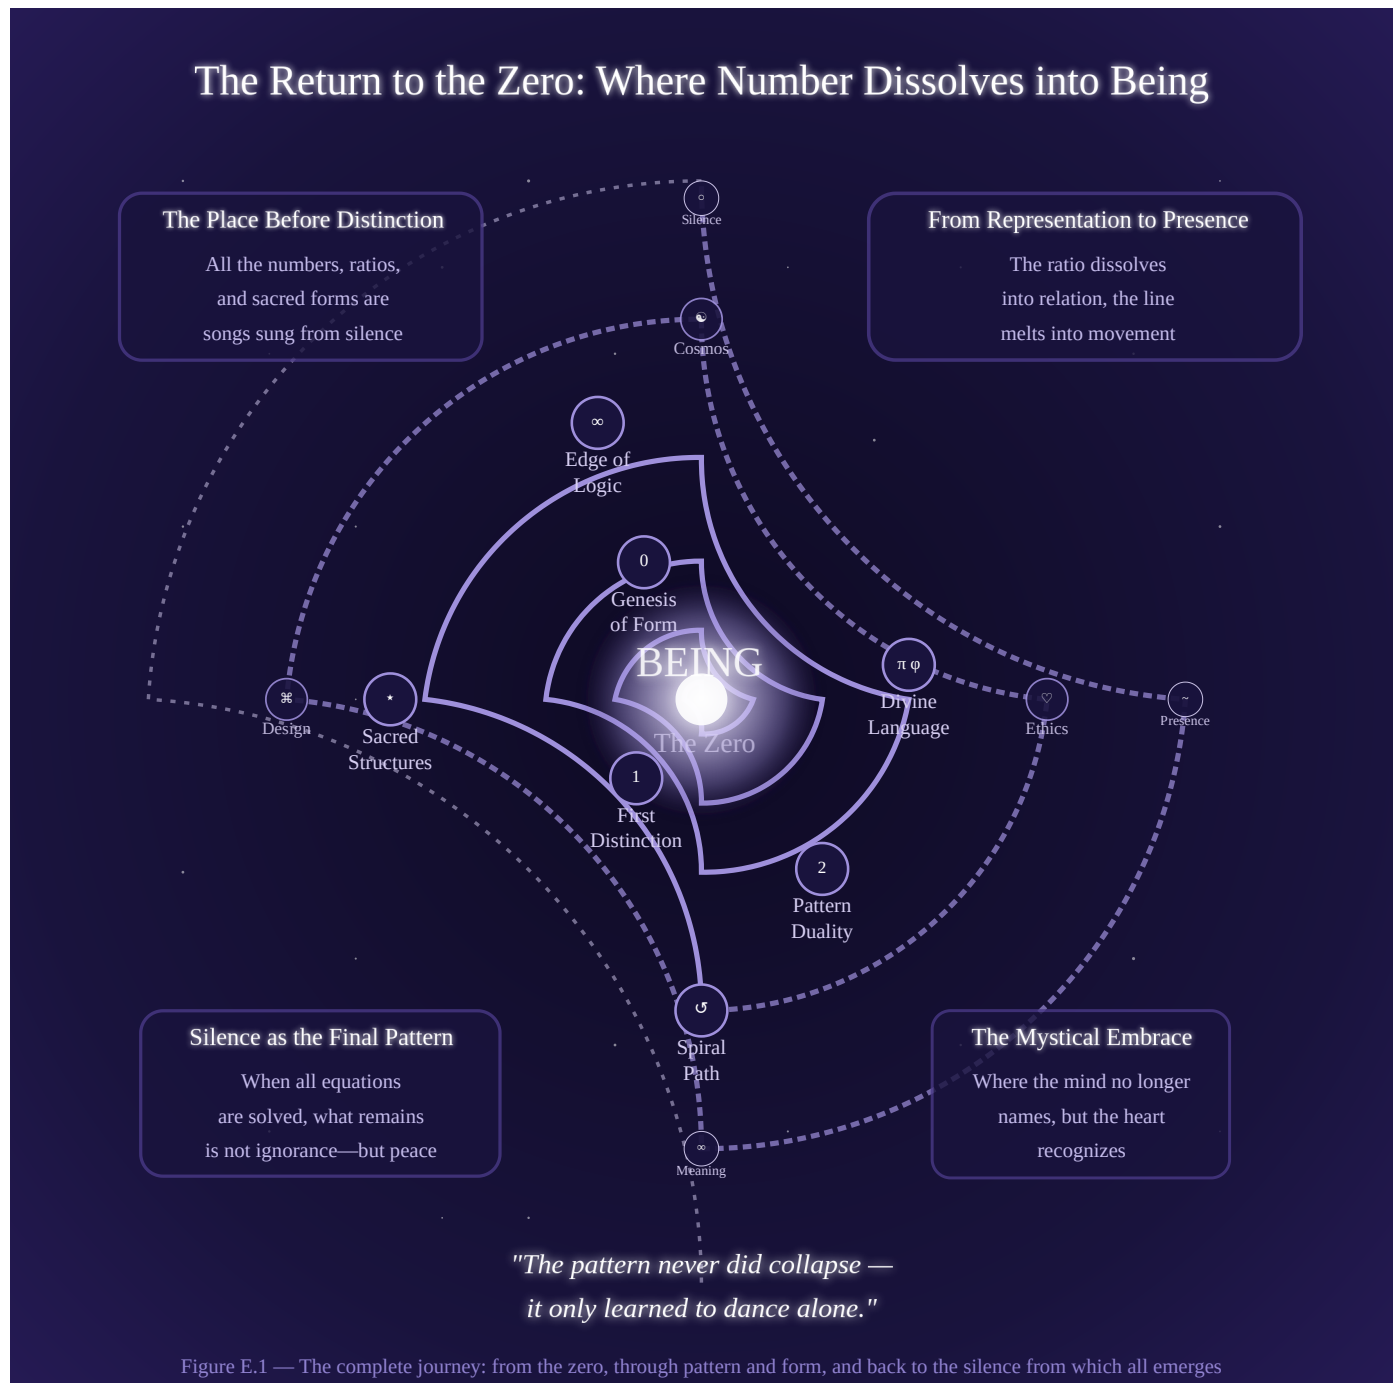 The Return to the Zero: Where Number Dissolves into Being
The Place Before Distinction
All the numbers, ratios,
and sacred forms are
songs sung from silence
From Representation to Presence
The ratio dissolves
into relation, the line
melts into movement
○
Silence
☯
Cosmos
∞
Edge of
Logic
0
Genesis
of Form
BEING
The Zero
π φ
Divine
Language
⌘
Design
⋆
Sacred
Structures
♡
Ethics
~
Presence
1
First
Distinction
2
Pattern
Duality
↺
Spiral
Path
∞
Meaning
Silence as the Final Pattern
When all equations
are solved, what remains
is not ignorance—but peace
The Mystical Embrace
Where the mind no longer
names, but the heart
recognizes
"The pattern never did collapse —
it only learned to dance alone."
Figure E.1 — The complete journey: from the zero, through pattern and form, and back to the silence from which all emerges